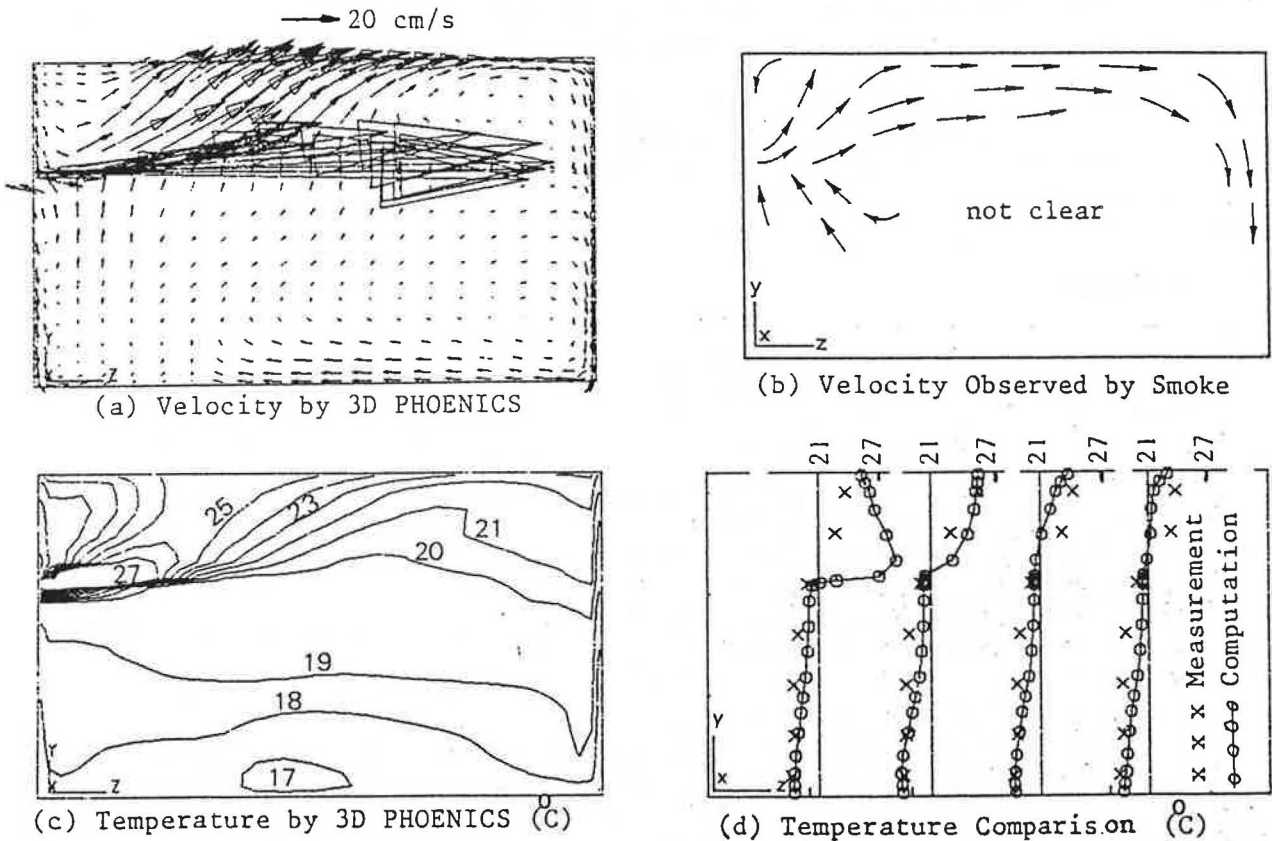 20 cm/s
Y
Z
(a) Velocity by 3D PHOENICS
not clear
y
x
z
(b) Velocity Observed by Smoke
25
23
27
21
20
19
18
17
Y
X
Z
(c) Temperature by 3D PHOENICS (°C)
21
27
21
27
21
27
21
27
y
x
z
x x x Measurement
o-o-o-o Computation
(d) Temperature Comparison (°C)